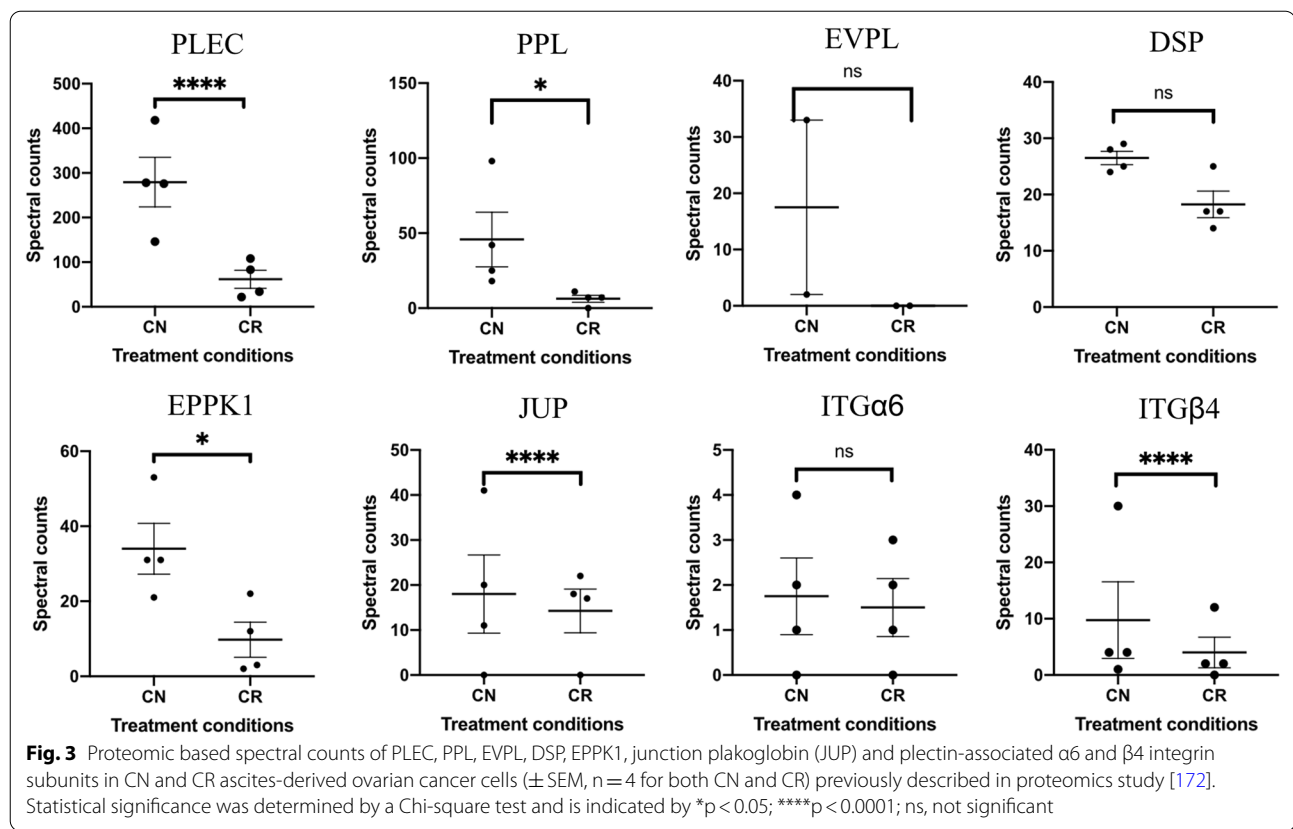 PLEC
****
Spectral counts
500
400
300
200
100
0
CN CR
Treatment conditions
PPL
*
Spectral counts
150
100
50
0
CN CR
Treatment conditions
EVPL
ns
Spectral counts
40
30
20
10
0
CN CR
Treatment conditions
DSP
ns
Spectral counts
40
30
20
10
0
CN CR
Treatment conditions
EPPK1
*
Spectral counts
60
40
20
0
CN CR
Treatment conditions
JUP
****
Spectral counts
50
40
30
20
10
0
CN CR
Treatment conditions
ITGα6
ns
Spectral counts
5
4
3
2
1
0
CN CR
Treatment conditions
ITGβ4
****
Spectral counts
40
30
20
10
0
CN CR
Treatment conditions
Fig. 3 Proteomic based spectral counts of PLEC, PPL, EVPL, DSP, EPPK1, junction plakoglobin (JUP) and plectin-associated α6 and β4 integrin
subunits in CN and CR ascites-derived ovarian cancer cells (± SEM, n = 4 for both CN and CR) previously described in proteomics study [172].
Statistical significance was determined by a Chi-square test and is indicated by *p < 0.05; ****p < 0.0001; ns, not significant